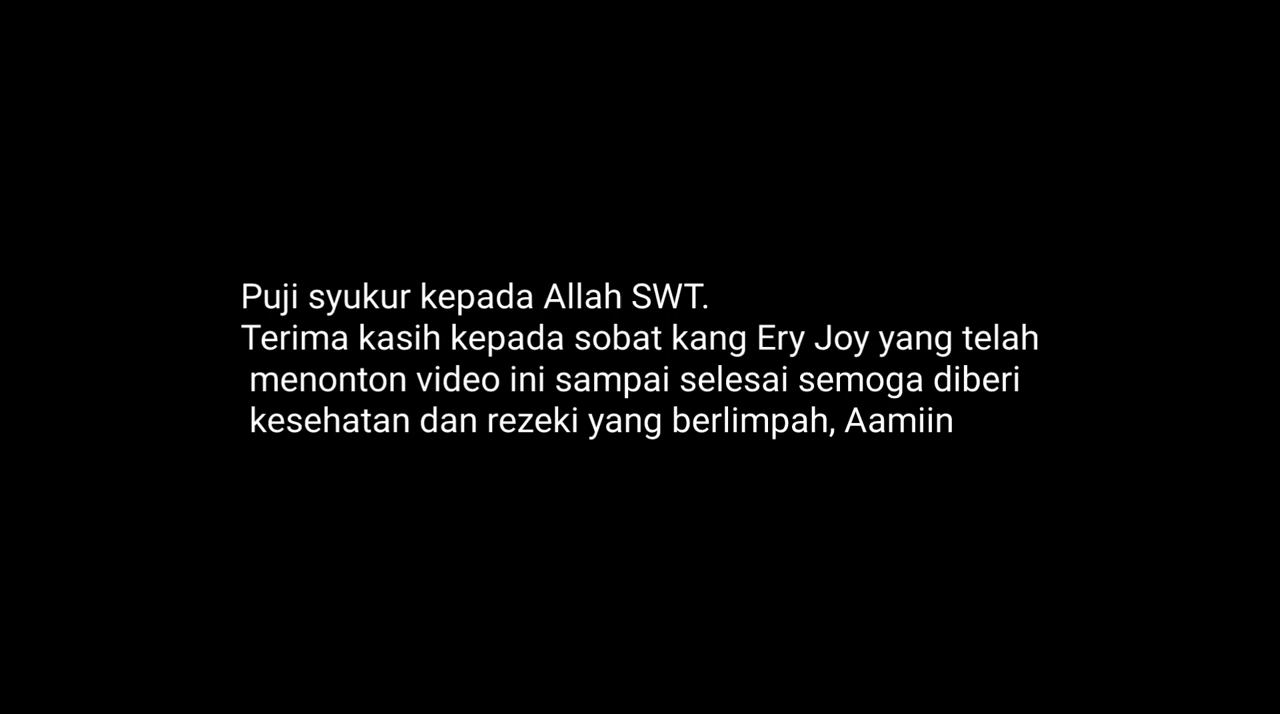 Puji syukur kepada Allah SWT.
Terima kasih kepada sobat kang Ery Joy yang telah
menonton video ini sampai selesai semoga diberi
kesehatan dan rezeki yang berlimpah, Aamiin